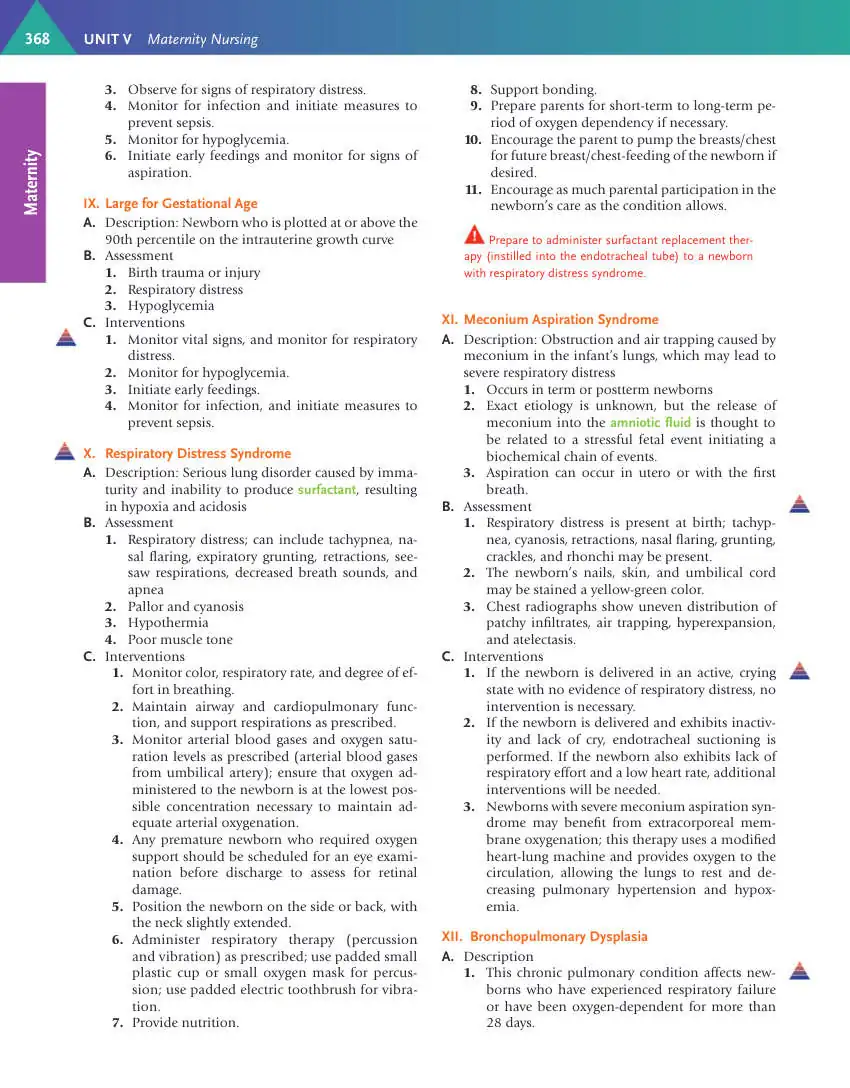 368
UNIT V Maternity Nursing
Maternity
3. Observe for signs of respiratory distress.
4. Monitor for infection and initiate measures to
prevent sepsis.
5. Monitor for hypoglycemia.
6. Initiate early feedings and monitor for signs of
aspiration.
IX. Large for Gestational Age
A. Description: Newborn who is plotted at or above the
90th percentile on the intrauterine growth curve
B. Assessment
1. Birth trauma or injury
2. Respiratory distress
3. Hypoglycemia
C. Interventions
1. Monitor vital signs, and monitor for respiratory
distress.
2. Monitor for hypoglycemia.
3. Initiate early feedings.
4. Monitor for infection, and initiate measures to
prevent sepsis.
X. Respiratory Distress Syndrome
A. Description: Serious lung disorder caused by imma-
turity and inability to produce surfactant, resulting
in hypoxia and acidosis
B. Assessment
1. Respiratory distress; can include tachypnea, na-
sal flaring, expiratory grunting, retractions, see-
saw respirations, decreased breath sounds, and
apnea
2. Pallor and cyanosis
3. Hypothermia
4. Poor muscle tone
C. Interventions
1. Monitor color, respiratory rate, and degree of ef-
fort in breathing.
2. Maintain airway and cardiopulmonary func-
tion, and support respirations as prescribed.
3. Monitor arterial blood gases and oxygen satu-
ration levels as prescribed (arterial blood gases
from umbilical artery); ensure that oxygen ad-
ministered to the newborn is at the lowest pos-
sible concentration necessary to maintain ad-
equate arterial oxygenation.
4. Any premature newborn who required oxygen
support should be scheduled for an eye exami-
nation before discharge to assess for retinal
damage.
5. Position the newborn on the side or back, with
the neck slightly extended.
6. Administer respiratory therapy (percussion
and vibration) as prescribed; use padded small
plastic cup or small oxygen mask for percus-
sion; use padded electric toothbrush for vibra-
tion.
7. Provide nutrition.
8. Support bonding.
9. Prepare parents for short-term to long-term pe-
riod of oxygen dependency if necessary.
10. Encourage the parent to pump the breasts/chest
for future breast/chest-feeding of the newborn if
desired.
11. Encourage as much parental participation in the
newborn's care as the condition allows.
Prepare to administer surfactant replacement ther-
apy (instilled into the endotracheal tube) to a newborn
with respiratory distress syndrome.
XI. Meconium Aspiration Syndrome
A. Description: Obstruction and air trapping caused by
meconium in the infant's lungs, which may lead to
severe respiratory distress
1. Occurs in term or postterm newborns
2. Exact etiology is unknown, but the release of
meconium into the amniotic fluid is thought to
be related to a stressful fetal event initiating a
biochemical chain of events.
3. Aspiration can occur in utero or with the first
breath.
B. Assessment
1. Respiratory distress is present at birth; tachyp-
nea, cyanosis, retractions, nasal flaring, grunting,
crackles, and rhonchi may be present.
2. The newborn's nails, skin, and umbilical cord
may be stained a yellow-green color.
3. Chest radiographs show uneven distribution of
patchy infiltrates, air trapping, hyperexpansion,
and atelectasis.
C. Interventions
1. If the newborn is delivered in an active, crying
state with no evidence of respiratory distress, no
intervention is necessary.
2. If the newborn is delivered and exhibits inactiv-
ity and lack of cry, endotracheal suctioning is
performed. If the newborn also exhibits lack of
respiratory effort and a low heart rate, additional
interventions will be needed.
3. Newborns with severe meconium aspiration syn-
drome may benefit from extracorporeal mem-
brane oxygenation; this therapy uses a modified
heart-lung machine and provides oxygen to the
circulation, allowing the lungs to rest and de-
creasing pulmonary hypertension and hypox-
emia.
XII. Bronchopulmonary Dysplasia
A. Description
1. This chronic pulmonary condition affects new-
borns who have experienced respiratory failure
or have been oxygen-dependent for more than
28 days.